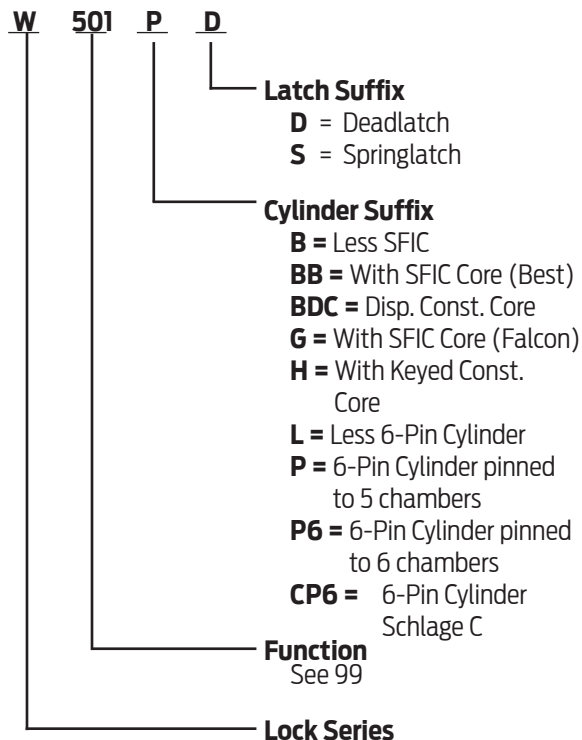 W 501 P D
Latch Suffix
D = Deadlatch
S = Springlatch
Cylinder Suffix
B = Less SFIC
BB = With SFIC Core (Best)
BDC = Disp. Const. Core
G = With SFIC Core (Falcon)
H = With Keyed Const.
Core
L = Less 6-Pin Cylinder
P = 6-Pin Cylinder pinned
to 5 chambers
P6 = 6-Pin Cylinder pinned
to 6 chambers
CP6 = 6-Pin Cylinder
Schlage C
Function
See 99
Lock Series